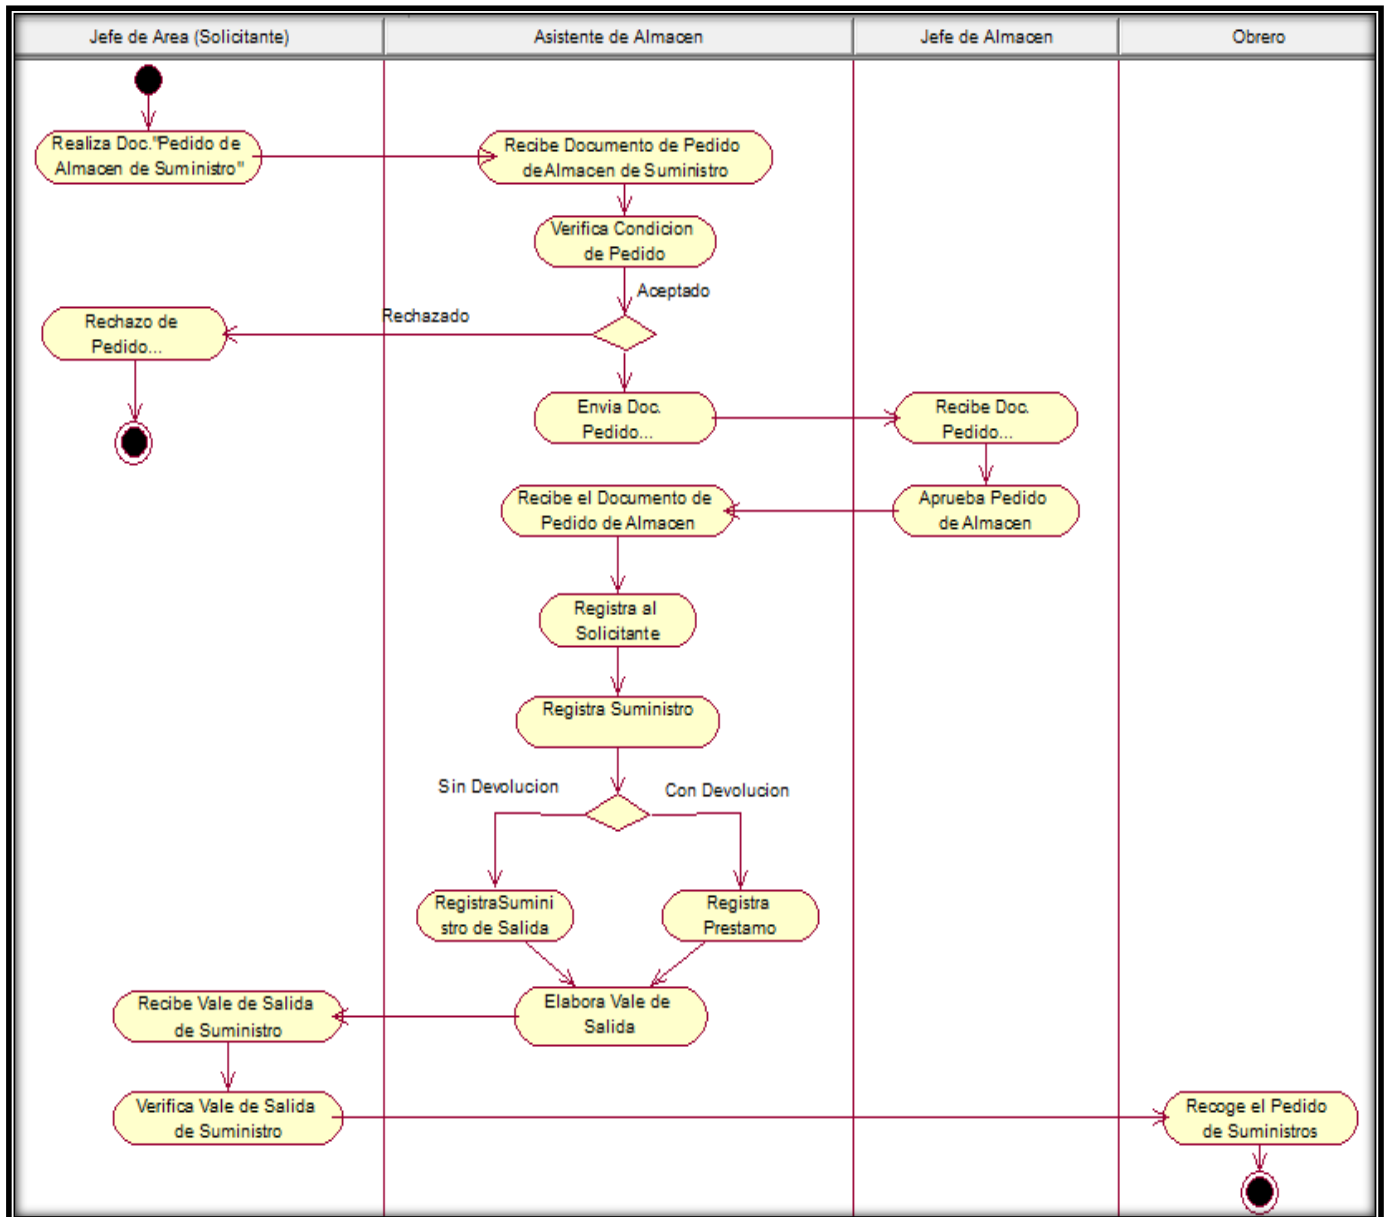 Jefe de Area (Solicitante)
Asistente de Almacen
Jefe de Almacen
Obrero
Realiza Doc."Pedido de
Almacen de Suministro"
Recibe Documento de Pedido
deAlmacen de Suministro
Verifica Condicion
de Pedido
Aceptado
Rechazado
Rechazo de
Pedido...
Envia Doc.
Pedido...
Recibe Doc.
Pedido...
Recibe el Documento de
Pedido de Almacen
Aprueba Pedido
de Almacen
Registra al
Solicitante
Registra Suministro
Sin Devolucion
Con Devolucion
RegistraSumini
stro de Salida
Registra
Prestamo
Recibe Vale de Salida
de Suministro
Elabora Vale de
Salida
Verifica Vale de Salida
de Suministro
Recoge el Pedido
de Suministros